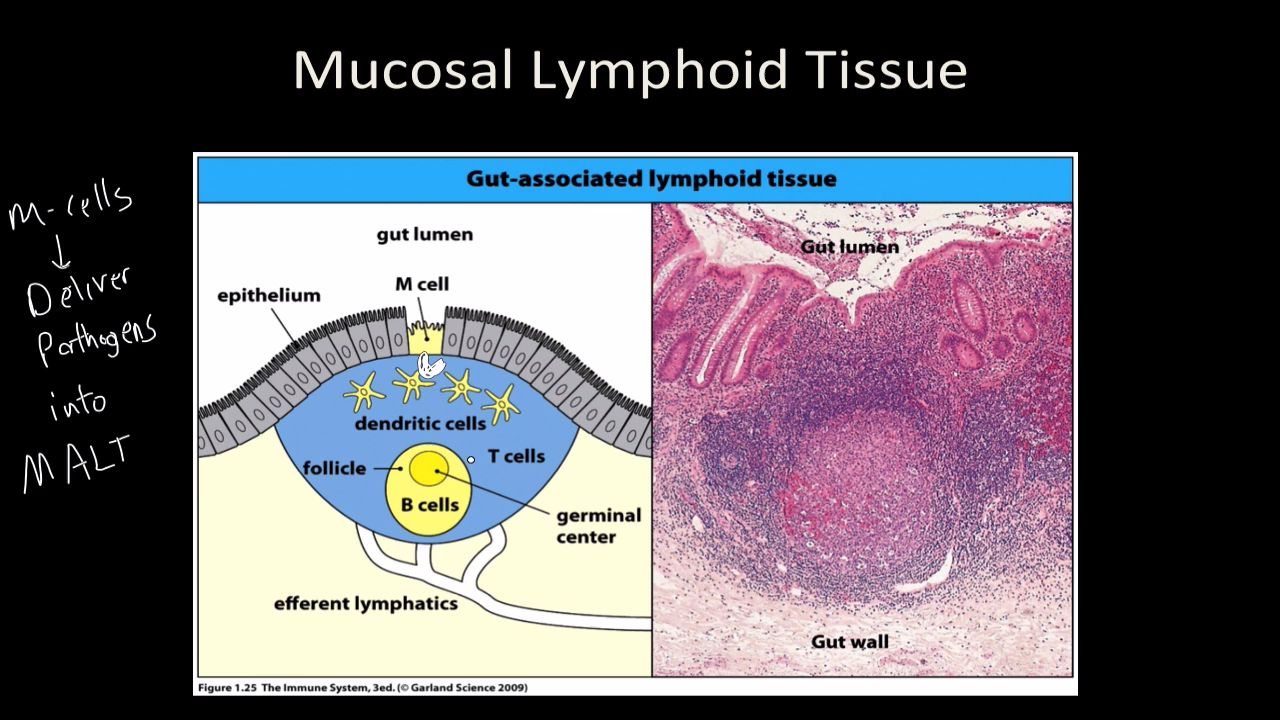 Mucosal Lymphoid Tissue
M-cells
Deliver
Pathogens
into
MALT
Gut-associated lymphoid tissue
gut lumen
M cell
epithelium
dendritic cells
T cells
follicle
B cells
germinal
center
efferent lymphatics
Gut lumen
Gut wall
Figure 1.25 The Immune System, 3ed. (© Garland Science 2009)